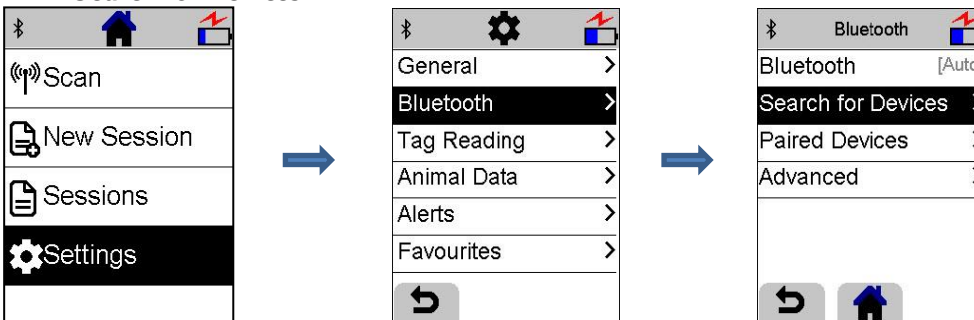 Scan
New Session
Sessions
Settings
General
Bluetooth
Tag Reading
Animal Data
Alerts
Favourites
Bluetooth
Bluetooth [Auto
Search for Devices
Paired Devices
Advanced